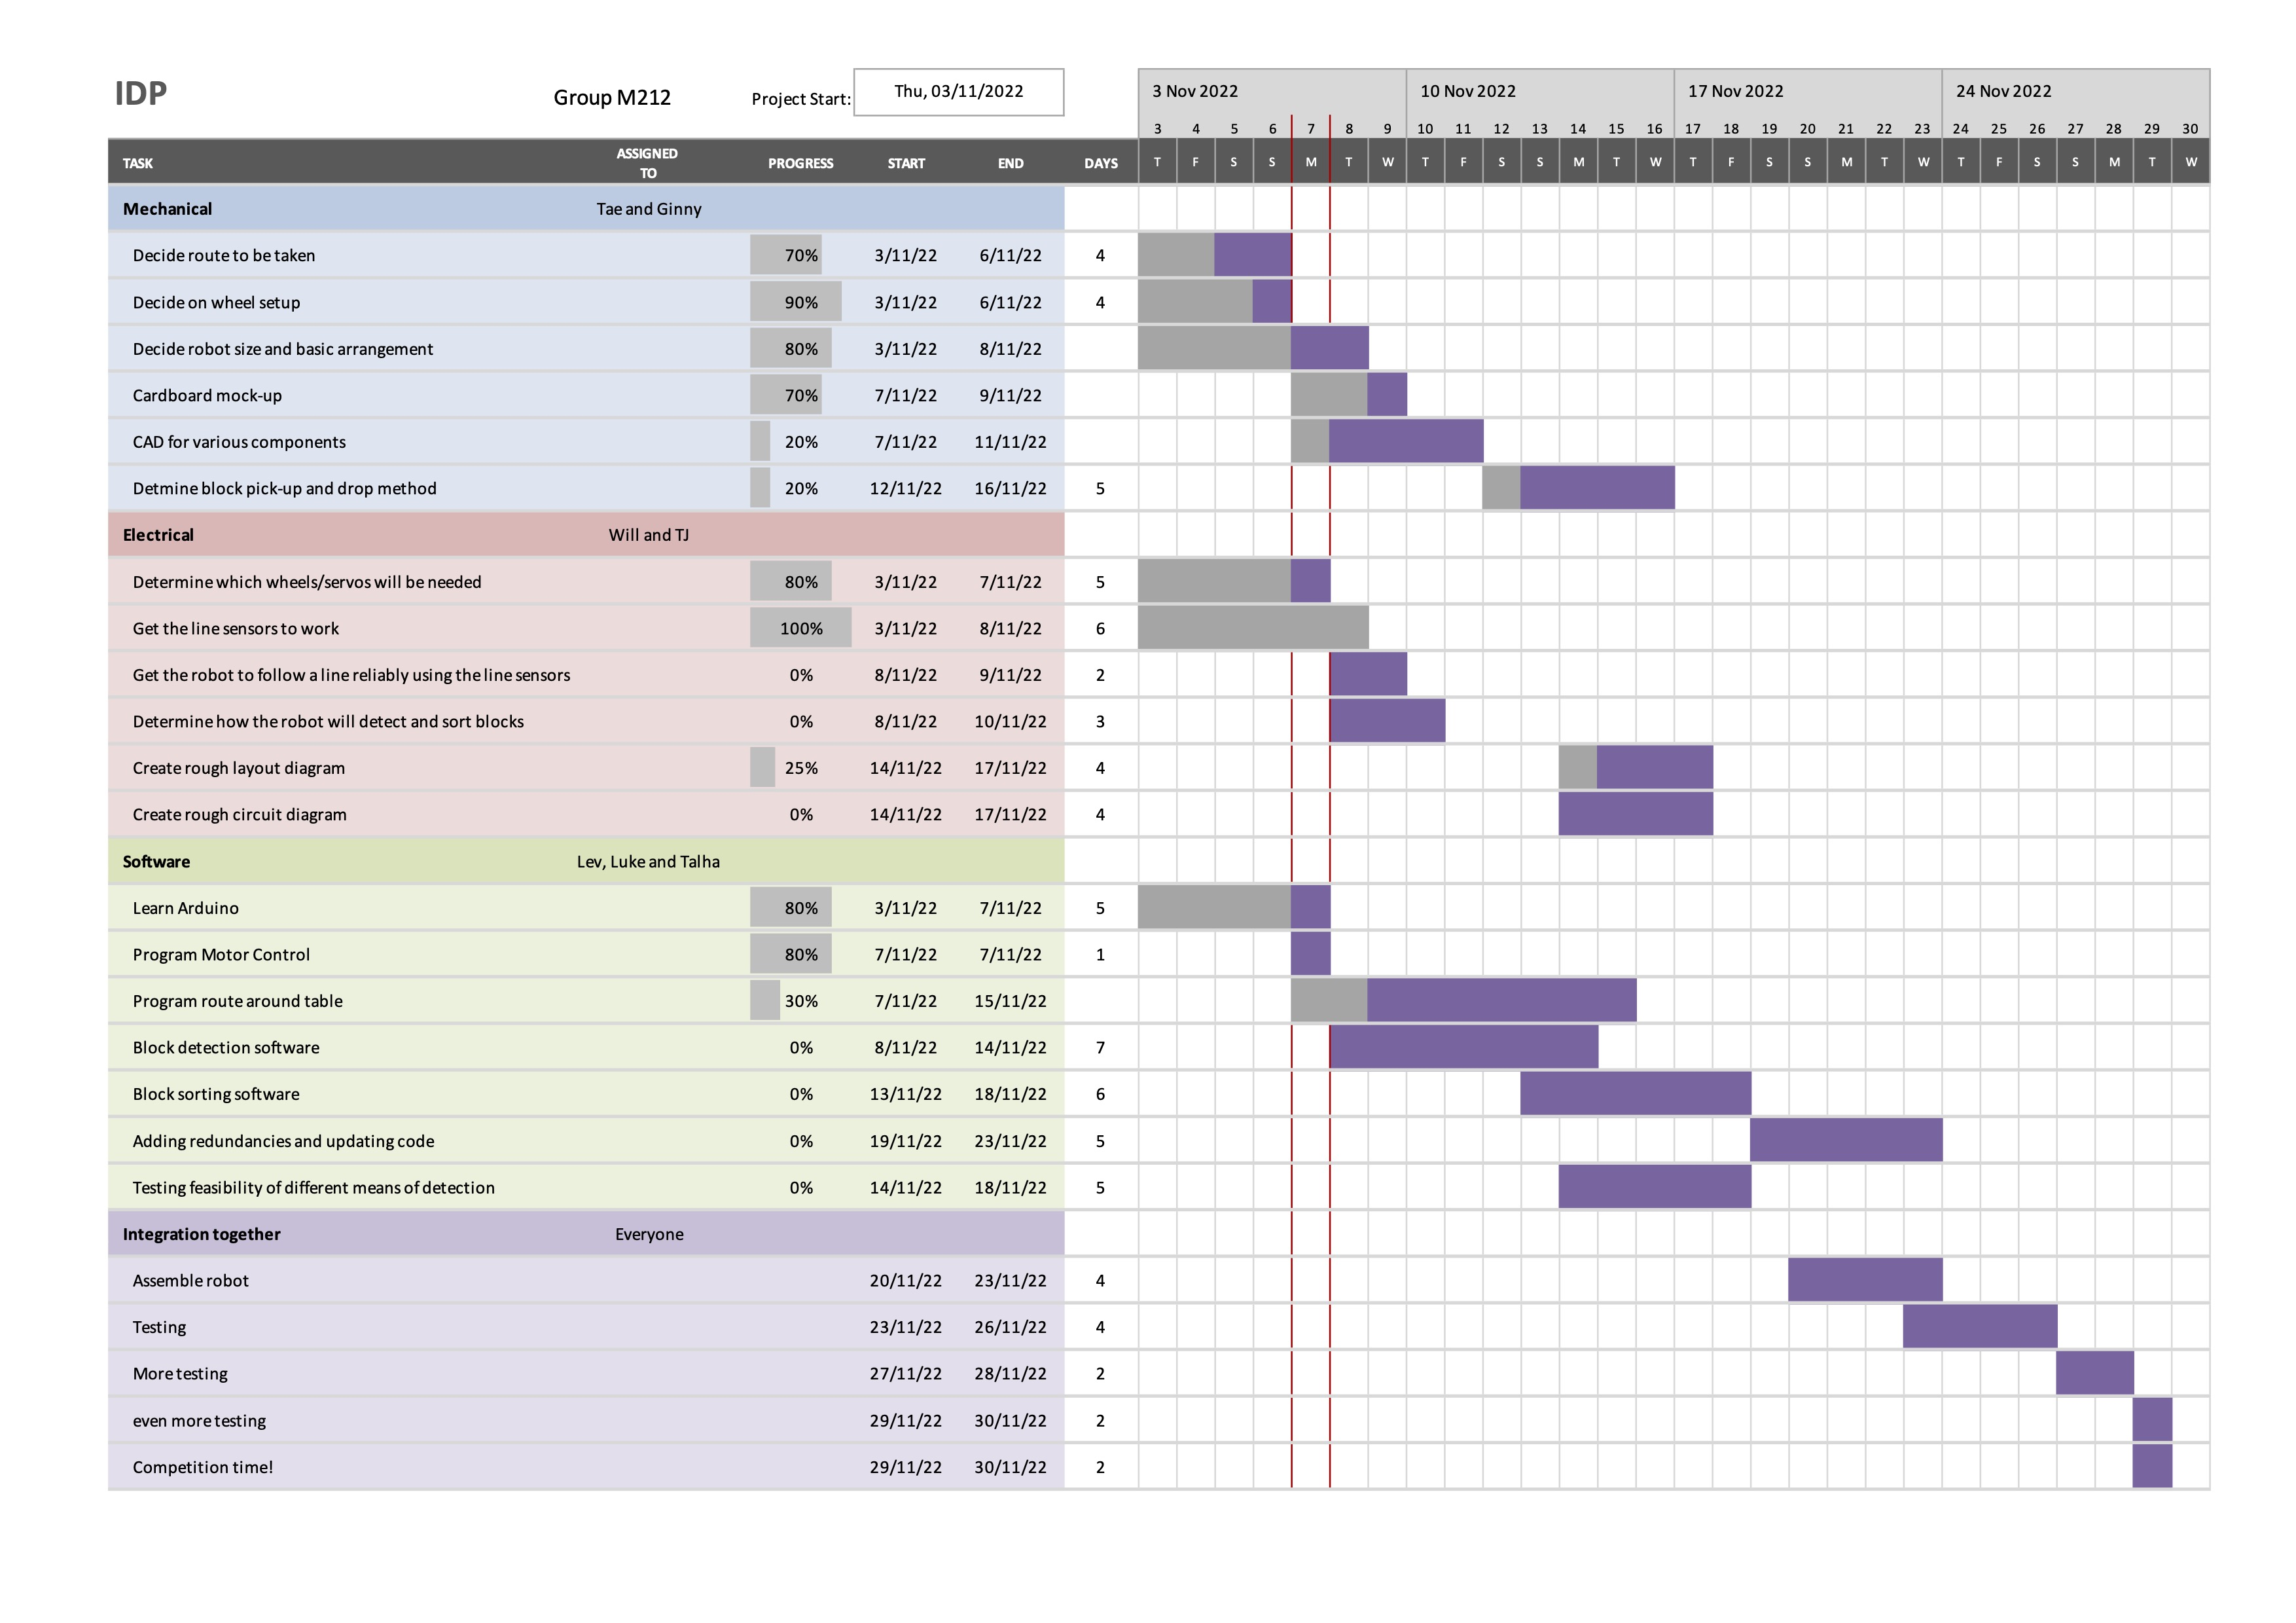 IDP Group M212 Project Start: Thu, 03/11/2022 3 Nov 2022 10 Nov 2022 17 Nov 2022 24 Nov 2022
3 4 5 6 7 8 9 10 11 12 13 14 15 16 17 18 19 20 21 22 23 24 25 26 27 28 29 30
TASK ASSIGNED TO PROGRESS START END DAYS T F S S M T W T F S S M T W T F S S M T W T F S S M T W
Mechanical Tae and Ginny
Decide route to be taken 70% 3/11/22 6/11/22 4
Decide on wheel setup 90% 3/11/22 6/11/22 4
Decide robot size and basic arrangement 80% 3/11/22 8/11/22
Cardboard mock-up 70% 7/11/22 9/11/22
CAD for various components 20% 7/11/22 11/11/22
Detmine block pick-up and drop method 20% 12/11/22 16/11/22 5
Electrical Will and TJ
Determine which wheels/servos will be needed 80% 3/11/22 7/11/22 5
Get the line sensors to work 100% 3/11/22 8/11/22 6
Get the robot to follow a line reliably using the line sensors 0% 8/11/22 9/11/22 2
Determine how the robot will detect and sort blocks 0% 8/11/22 10/11/22 3
Create rough layout diagram 25% 14/11/22 17/11/22 4
Create rough circuit diagram 0% 14/11/22 17/11/22 4
Software Lev, Luke and Talha
Learn Arduino 80% 3/11/22 7/11/22 5
Program Motor Control 80% 7/11/22 7/11/22 1
Program route around table 30% 7/11/22 15/11/22
Block detection software 0% 8/11/22 14/11/22 7
Block sorting software 0% 13/11/22 18/11/22 6
Adding redundancies and updating code 0% 19/11/22 23/11/22 5
Testing feasibility of different means of detection 0% 14/11/22 18/11/22 5
Integration together Everyone
Assemble robot 20/11/22 23/11/22 4
Testing 23/11/22 26/11/22 4
More testing 27/11/22 28/11/22 2
even more testing 29/11/22 30/11/22 2
Competition time! 29/11/22 30/11/22 2